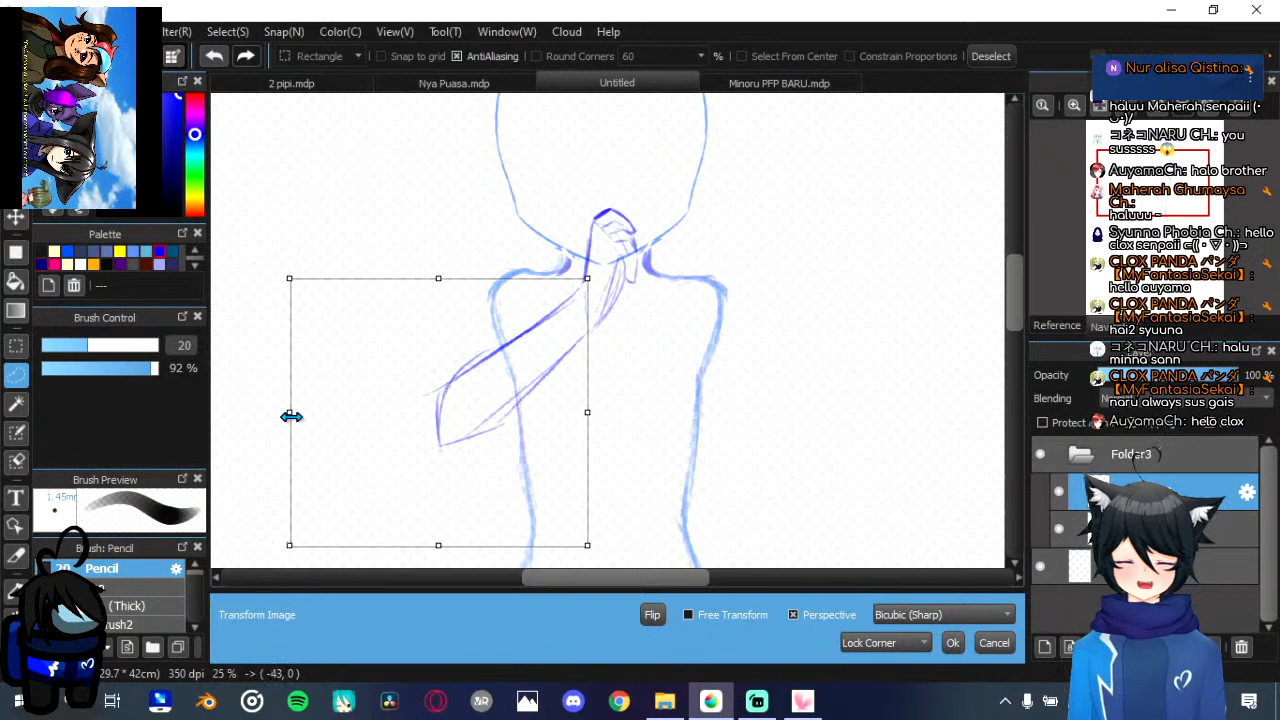 lter(R) Select(S) Snap(N) Color(C) View(V) Tool(T) Window(W) Cloud Help
Rectangle Snap to grid AntiAliasing Round Corners 60 % Select From Center Constrain Proportions Deselect
2 pipi.mdp Nya Puasa.mdp Untitled Minoru PFP BARU.mdp
Nur alisa Qistina:
haluu Maherah senpaii (・
コネコNARU CH.: you
susssss 😱
AuyamaCh: halo brother
Maherah Ghumaysa
Ch.:
haluuu ~
Syunna Phobia Ch.: hello
clox senpaii
CLOX PANDA パンダ
【MyFantasiaSekai】:
hello auyama
CLOX PANDA パンダ
【MyFantasiaSekai】:
hai2 syuuna
コネコNARU CH.: halu
minna sann
CLOX PANDA パンダ
【MyFantasiaSekai】:
naru always sus gais
AuyamaCh: helo clox
Palette
---
Brush Control
20
92 %
Brush Preview
1.45m
Brush: Pencil
20 Pencil
(Thick)
ush2
Reference Nav
Opacity 100 %
Blending
Protect
Folder3
Transform Image Flip Free Transform Perspective Bicubic (Sharp)
Lock Corner Ok Cancel
29.7 * 42cm) 350 dpi 25 % -> ( -43, 0 )